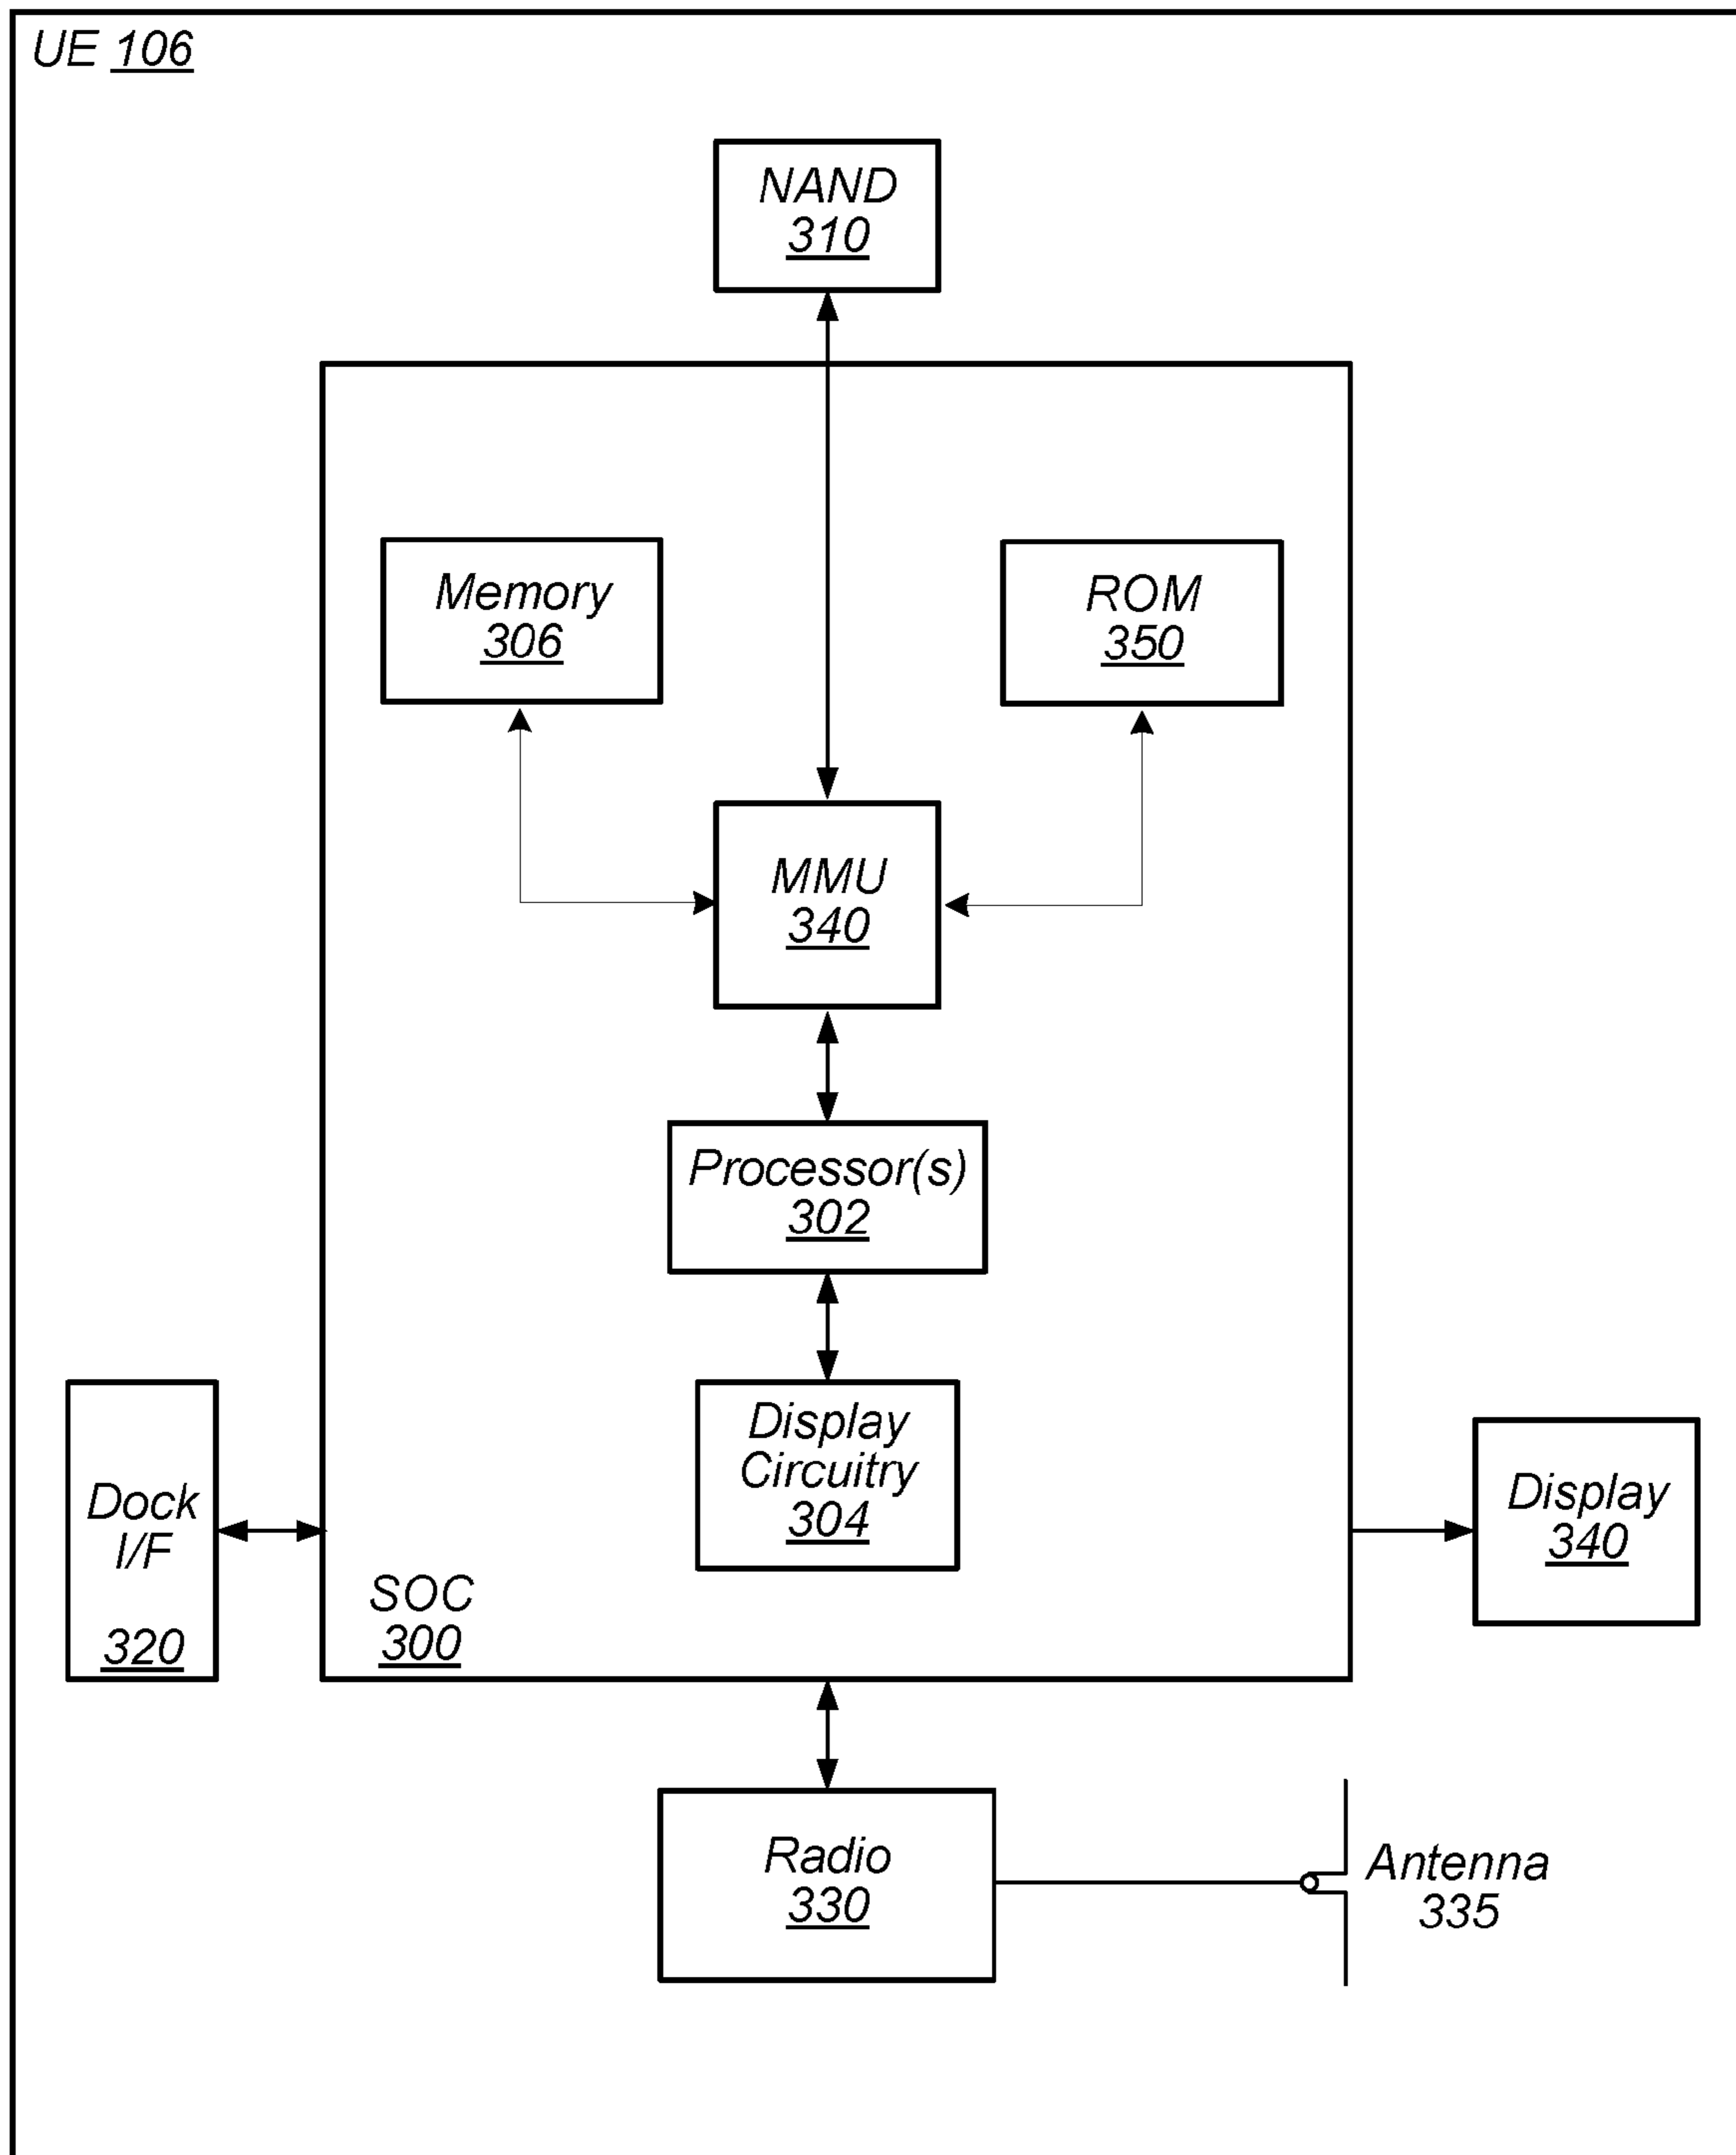 UE 106
NAND
310
Memory
306
ROM
350
MMU
340
Processor(s)
302
Display
Circuitry
304
Dock
I/F
320
SOC
300
Display
340
Radio
330
Antenna
335